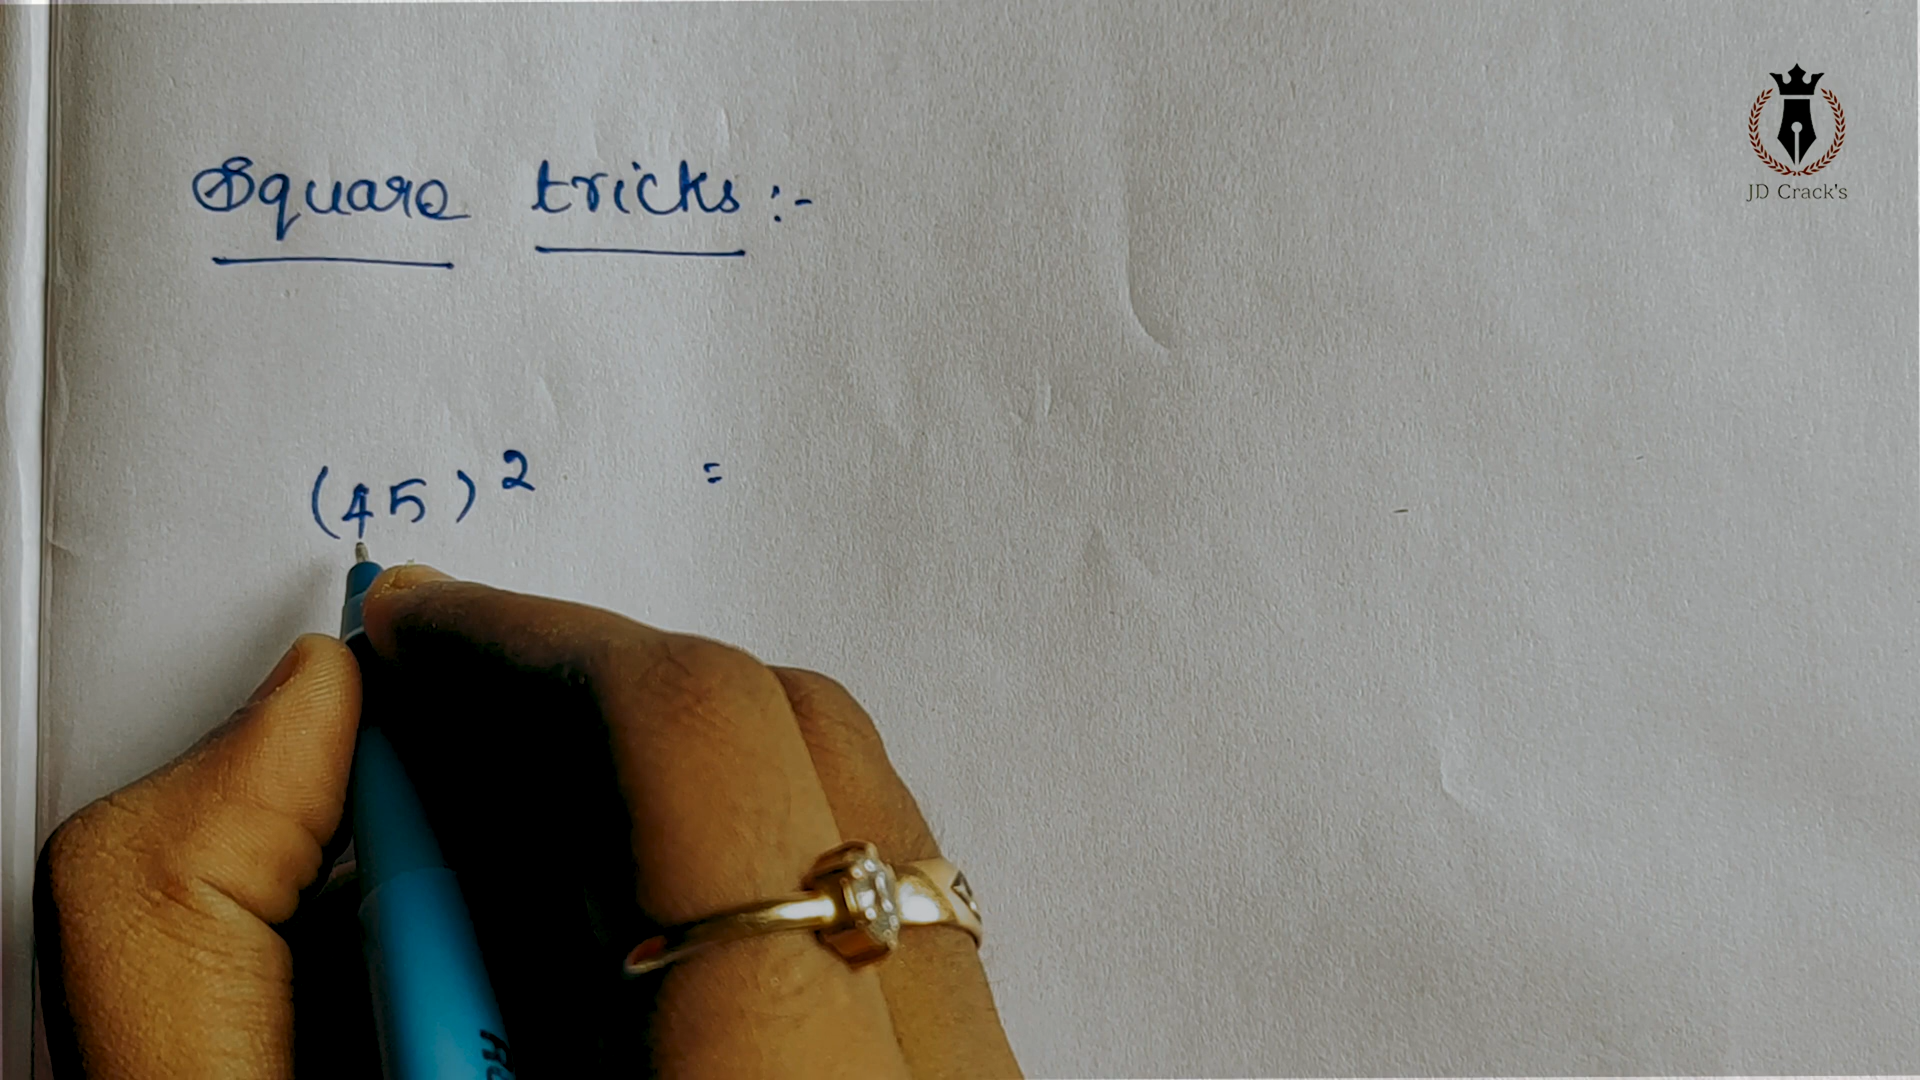 Square tricks :-
JD Crack's
(45)² =